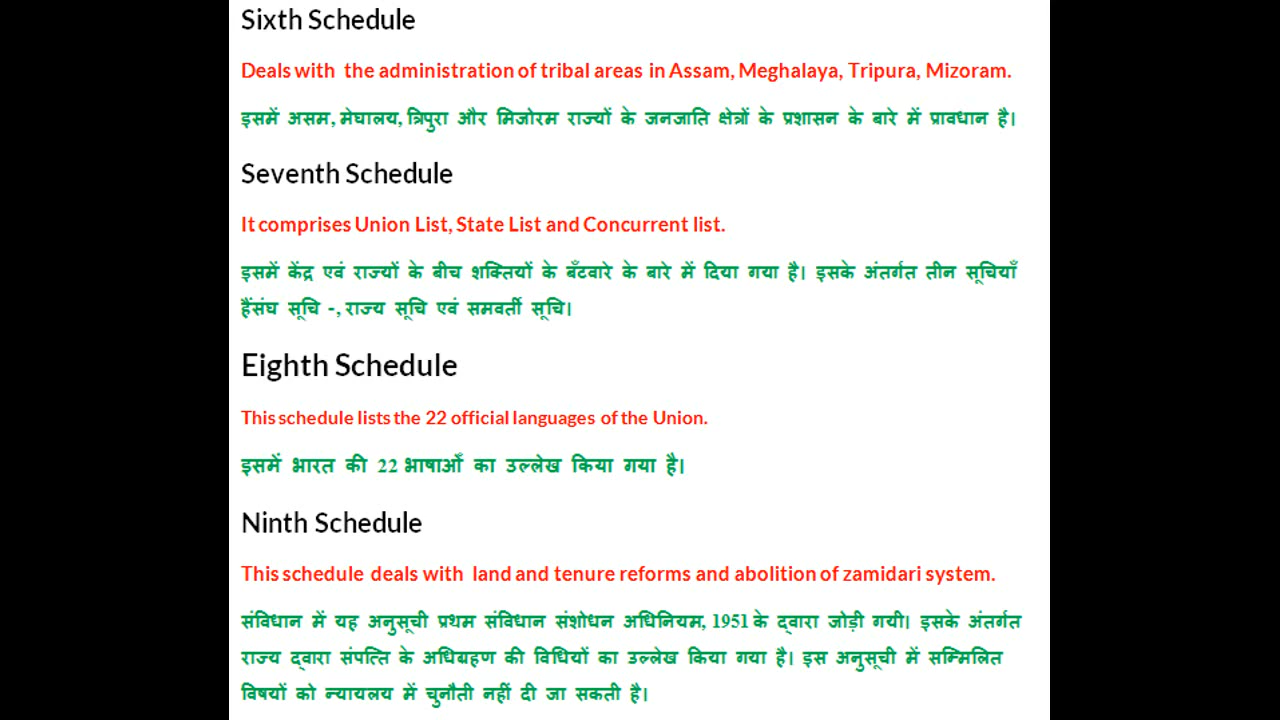 Sixth Schedule
Deals with the administration of tribal areas in Assam, Meghalaya, Tripura, Mizoram.
इसमें असम, मेघालय, त्रिपुरा और मिजोरम राज्यों के जनजाति क्षेत्रों के प्रशासन के बारे में प्रावधान है।
Seventh Schedule
It comprises Union List, State List and Concurrent list.
इसमें केंद्र एवं राज्यों के बीच शक्तियों के बँटवारे के बारे में दिया गया है। इसके अंतर्गत तीन सूचियाँ
हैंसंघ सूचि -, राज्य सूचि एवं समवर्ती सूचि।
Eighth Schedule
This schedule lists the 22 official languages of the Union.
इसमें भारत की 22 भाषाओँ का उल्लेख किया गया है।
Ninth Schedule
This schedule deals with land and tenure reforms and abolition of zamidari system.
संविधान में यह अनुसूची प्रथम संविधान संशोधन अधिनियम, 1951 के द्वारा जोड़ी गयी। इसके अंतर्गत
राज्य द्वारा संपत्ति के अधिग्रहण की विधियों का उल्लेख किया गया है। इस अनुसूची में सम्मिलित
विषयों को न्यायलय में चुनौती नहीं दी जा सकती है।